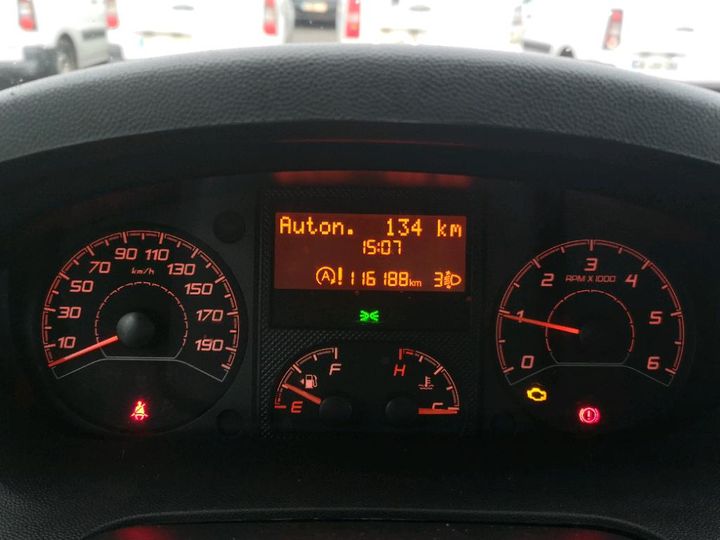 Auton. 134 km
15:07
A ! 116188 km 3
10 30 50 70 90 110 130 150 170 190
km/h
0 1 2 3 4 5 6
RPM X 1000
E F
H C
!